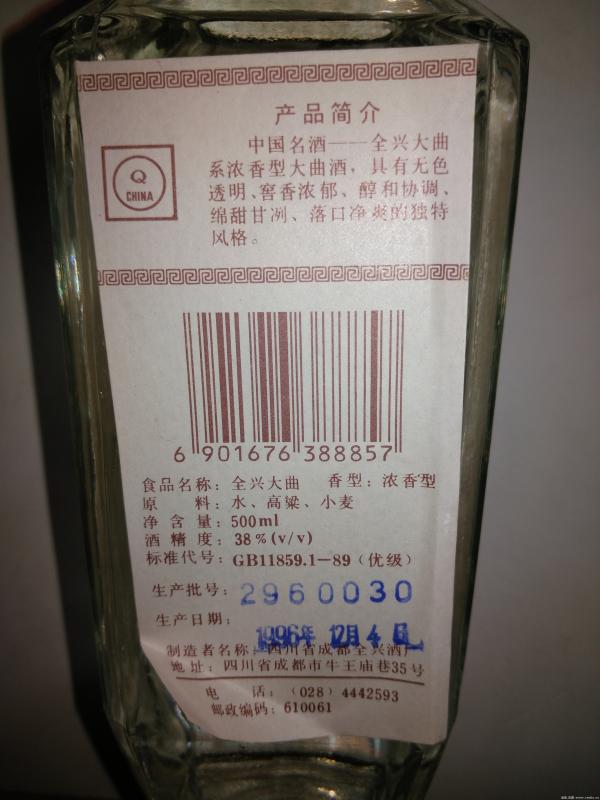 产品简介
中国名酒——全兴大曲
系浓香型大曲酒，具有无色
透明、窖香浓郁、醇和协调、
绵甜甘冽、落口净爽的独特
风格。
Q
CHINA
6 901676 388857
食品名称：全兴大曲 香型：浓香型
原 料：水、高粱、小麦
净 含 量：500ml
酒 精 度：38%(v/v)
标准代号：GB11859.1—89（优级）
生产批号：2960030
生产日期：1996年 12月 4日
制造者名称：四川省成都全兴酒厂
地 址：四川省成都市牛王庙巷35号
电 话：（028）4442593
邮政编码：610061